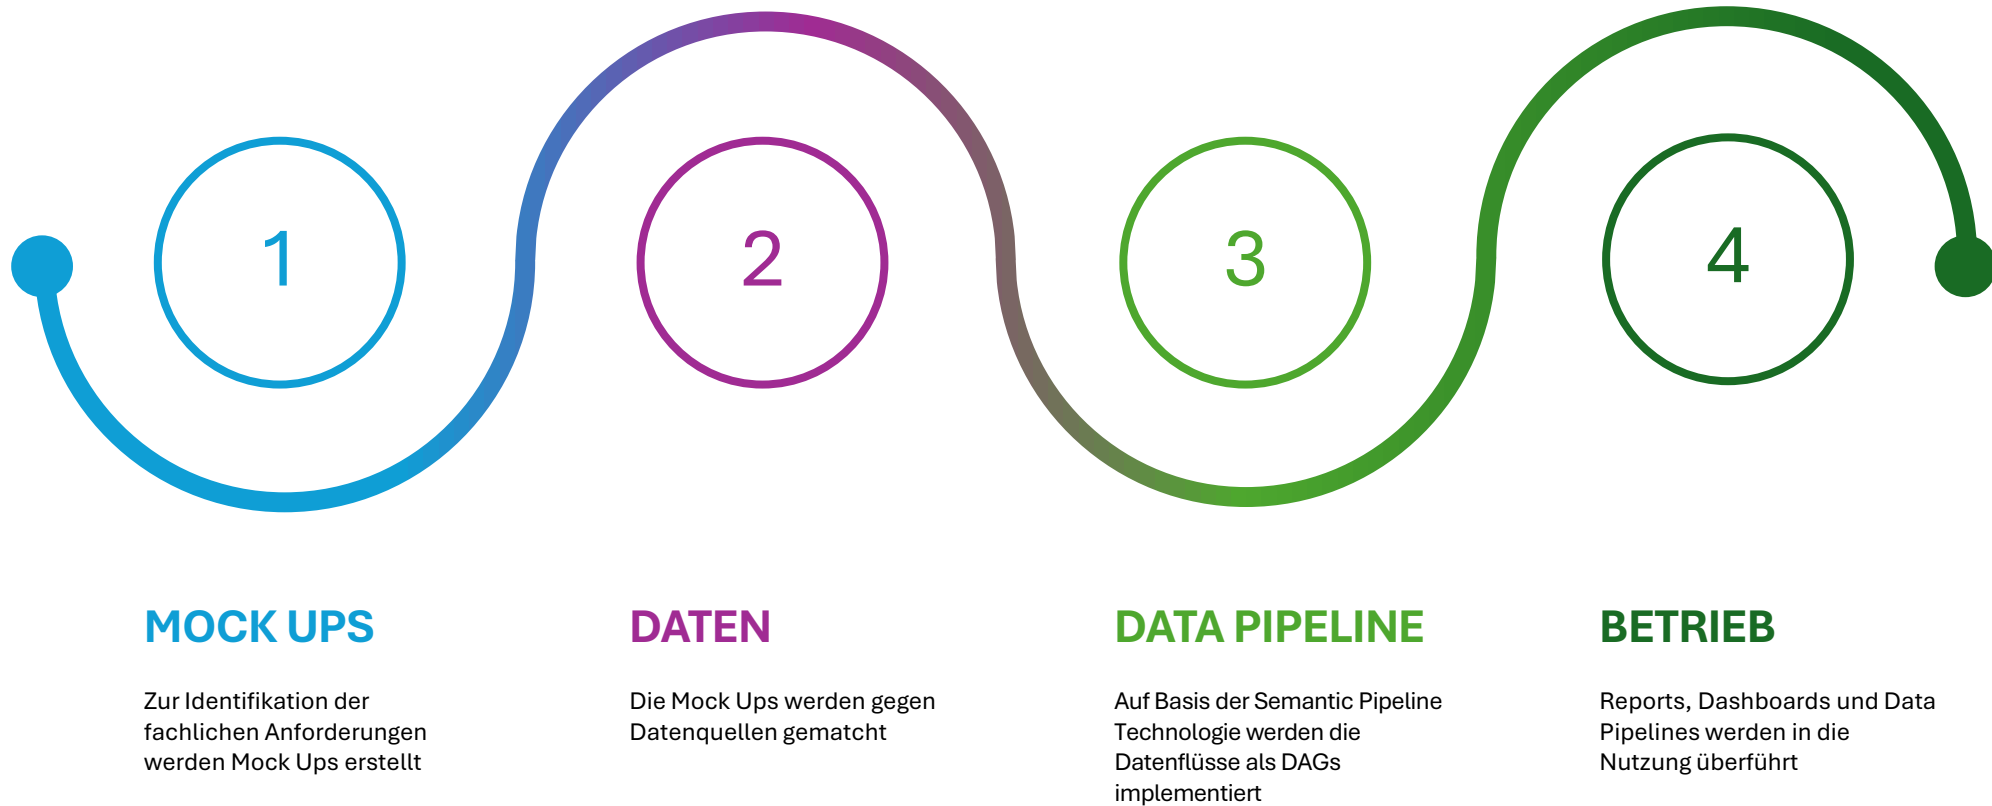 1
2
3
4
MOCK UPS
Zur Identifikation der
fachlichen Anforderungen
werden Mock Ups erstellt
DATEN
Die Mock Ups werden gegen
Datenquellen gematcht
DATA PIPELINE
Auf Basis der Semantic Pipeline
Technologie werden die
Datenflüsse als DAGs
implementiert
BETRIEB
Reports, Dashboards und Data
Pipelines werden in die
Nutzung überführt